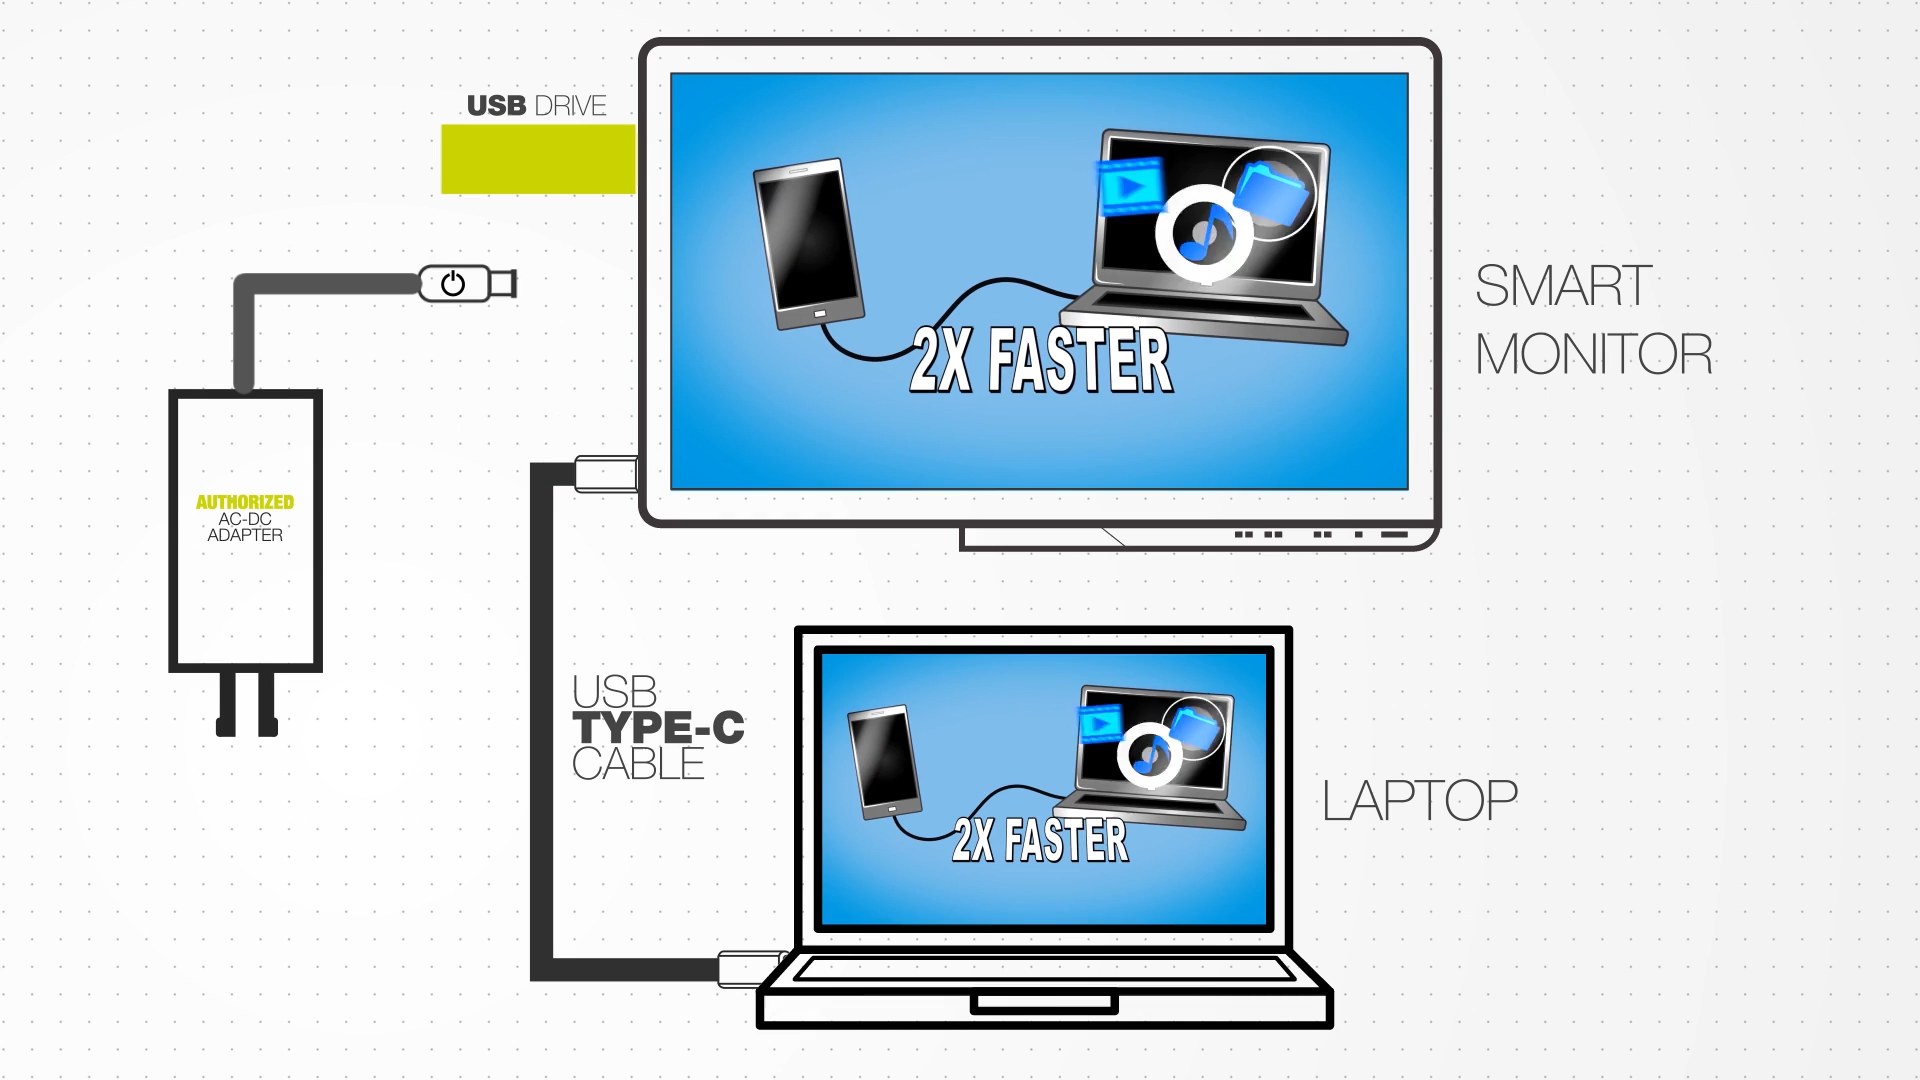 USB DRIVE
2X FASTER
SMART
MONITOR
AUTHORIZED
AC-DC
ADAPTER
USB
TYPE-C
CABLE
2X FASTER
LAPTOP